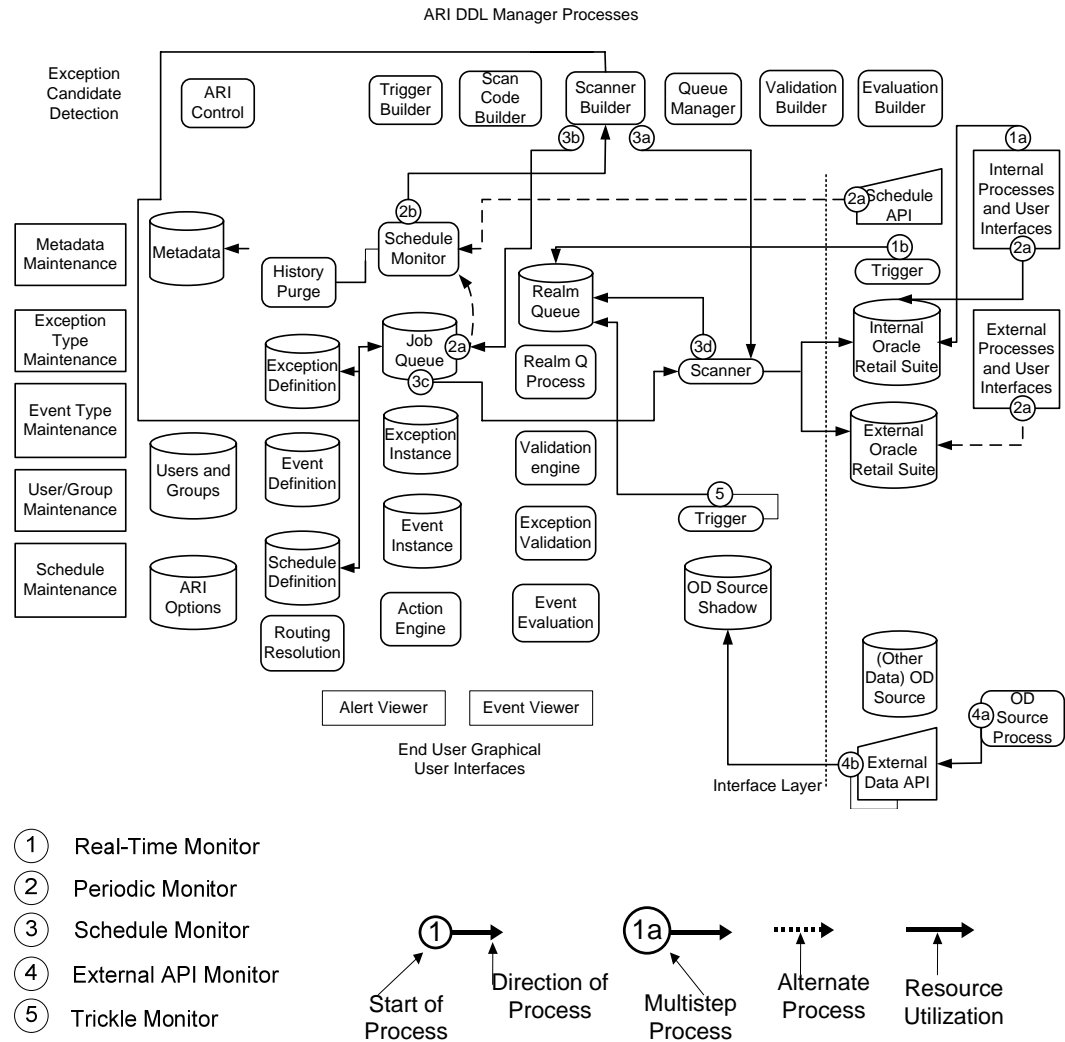 ARI DDL Manager Processes
Exception
Candidate
Detection
ARI
Control
Trigger
Builder
Scan
Code
Builder
Scanner
Builder
Queue
Manager
Validation
Builder
Evaluation
Builder
3b
3a
1a
Internal
Processes
and User
Interfaces
2a
2a
Schedule
API
2b
Schedule
Monitor
1b
Trigger
Metadata
Maintenance
Metadata
History
Purge
Realm
Queue
Exception
Type
Maintenance
Exception
Definition
Job
Queue
2a
3c
Realm Q
Process
3d
Scanner
Internal
Oracle
Retail Suite
External
Processes
and User
Interfaces
2a
Event Type
Maintenance
Users and
Groups
Event
Definition
Exception
Instance
Validation
engine
External
Oracle
Retail Suite
User/Group
Maintenance
5
Trigger
Event
Instance
Exception
Validation
Schedule
Maintenance
ARI
Options
Schedule
Definition
OD Source
Shadow
Routing
Resolution
Action
Engine
Event
Evaluation
(Other
Data) OD
Source
Alert Viewer
Event Viewer
4a
OD
Source
Process
End User Graphical
User Interfaces
Interface Layer
4b
External
Data API
1 Real-Time Monitor
2 Periodic Monitor
3 Schedule Monitor
4 External API Monitor
5 Trickle Monitor
1
Start of
Process
Direction of
Process
1a
Multistep
Process
Alternate
Process
Resource
Utilization